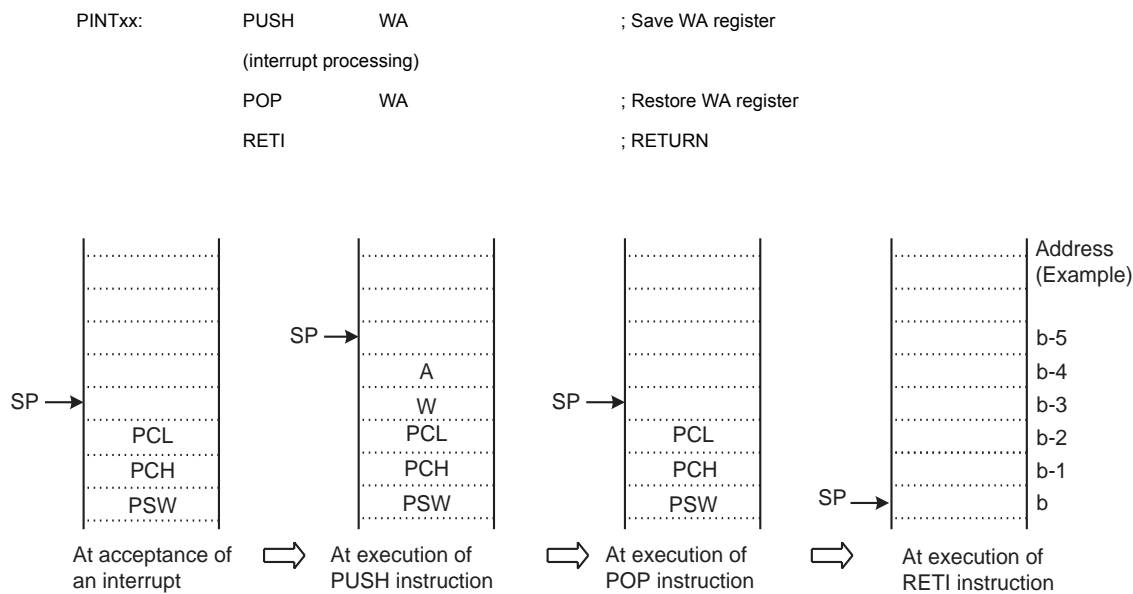 PINTxx: PUSH WA ; Save WA register
(interrupt processing)
POP WA ; Restore WA register
RETI ; RETURN
Address
(Example)
SP b-5
A b-4
SP W SP b-3
PCL PCL PCL b-2
PCH PCH PCH b-1
PSW PSW PSW SP b
At acceptance of
an interrupt
At execution of
PUSH instruction
At execution of
POP instruction
At execution of
RETI instruction